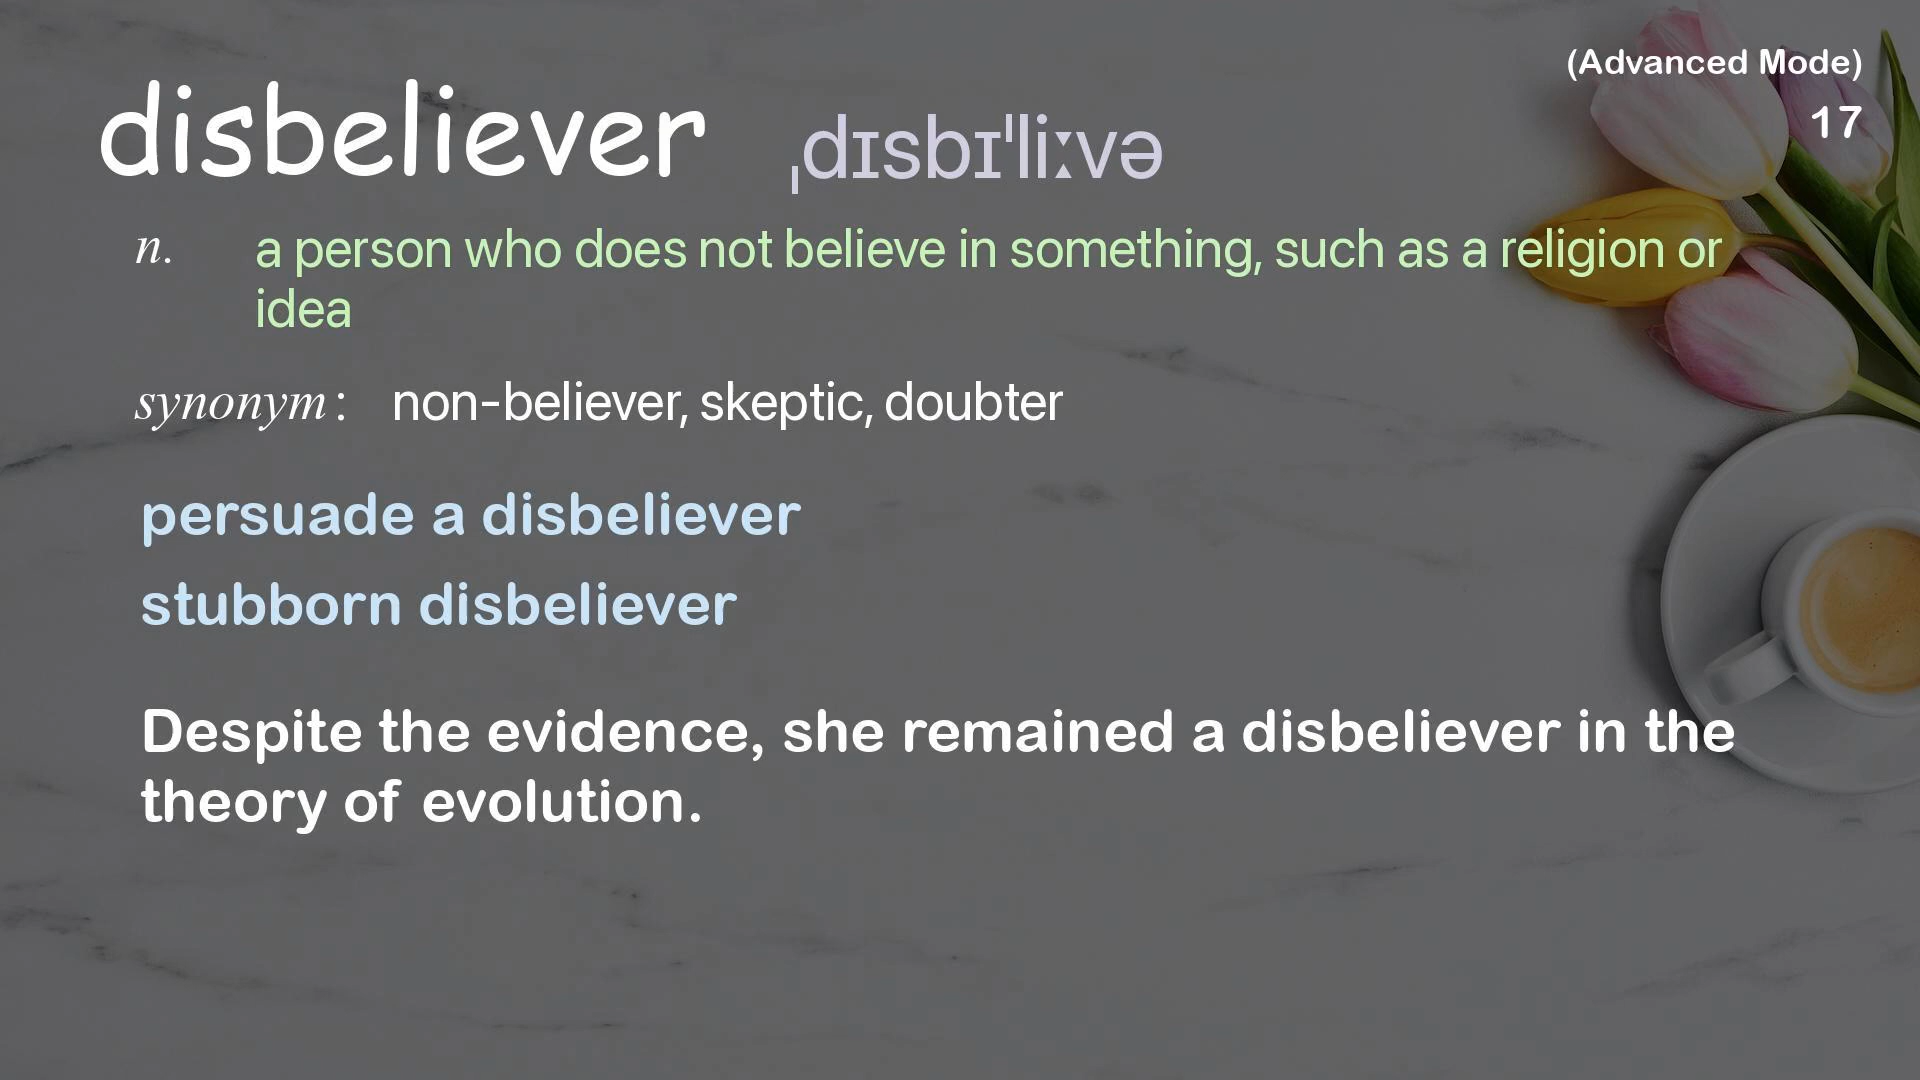 (Advanced Mode)
17
disbeliever ˌdɪsbɪˈliːvə
n. a person who does not believe in something, such as a religion or
idea
synonym: non-believer, skeptic, doubter
persuade a disbeliever
stubborn disbeliever
Despite the evidence, she remained a disbeliever in the
theory of evolution.